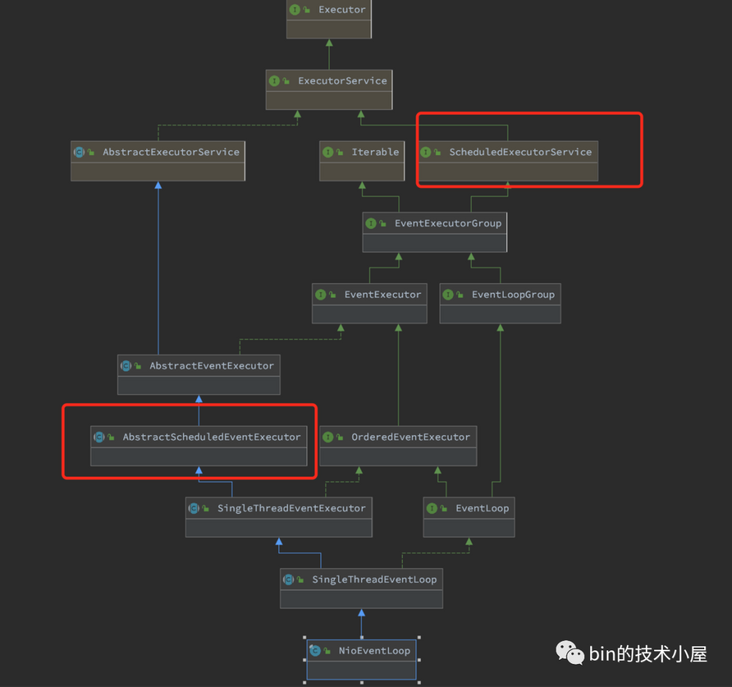 Executor
ExecutorService
AbstractExecutorService
Iterable
ScheduledExecutorService
EventExecutorGroup
EventExecutor
EventLoopGroup
AbstractEventExecutor
AbstractScheduledEventExecutor
OrderedEventExecutor
SingleThreadEventExecutor
EventLoop
SingleThreadEventLoop
NioEventLoop
bin的技术小屋